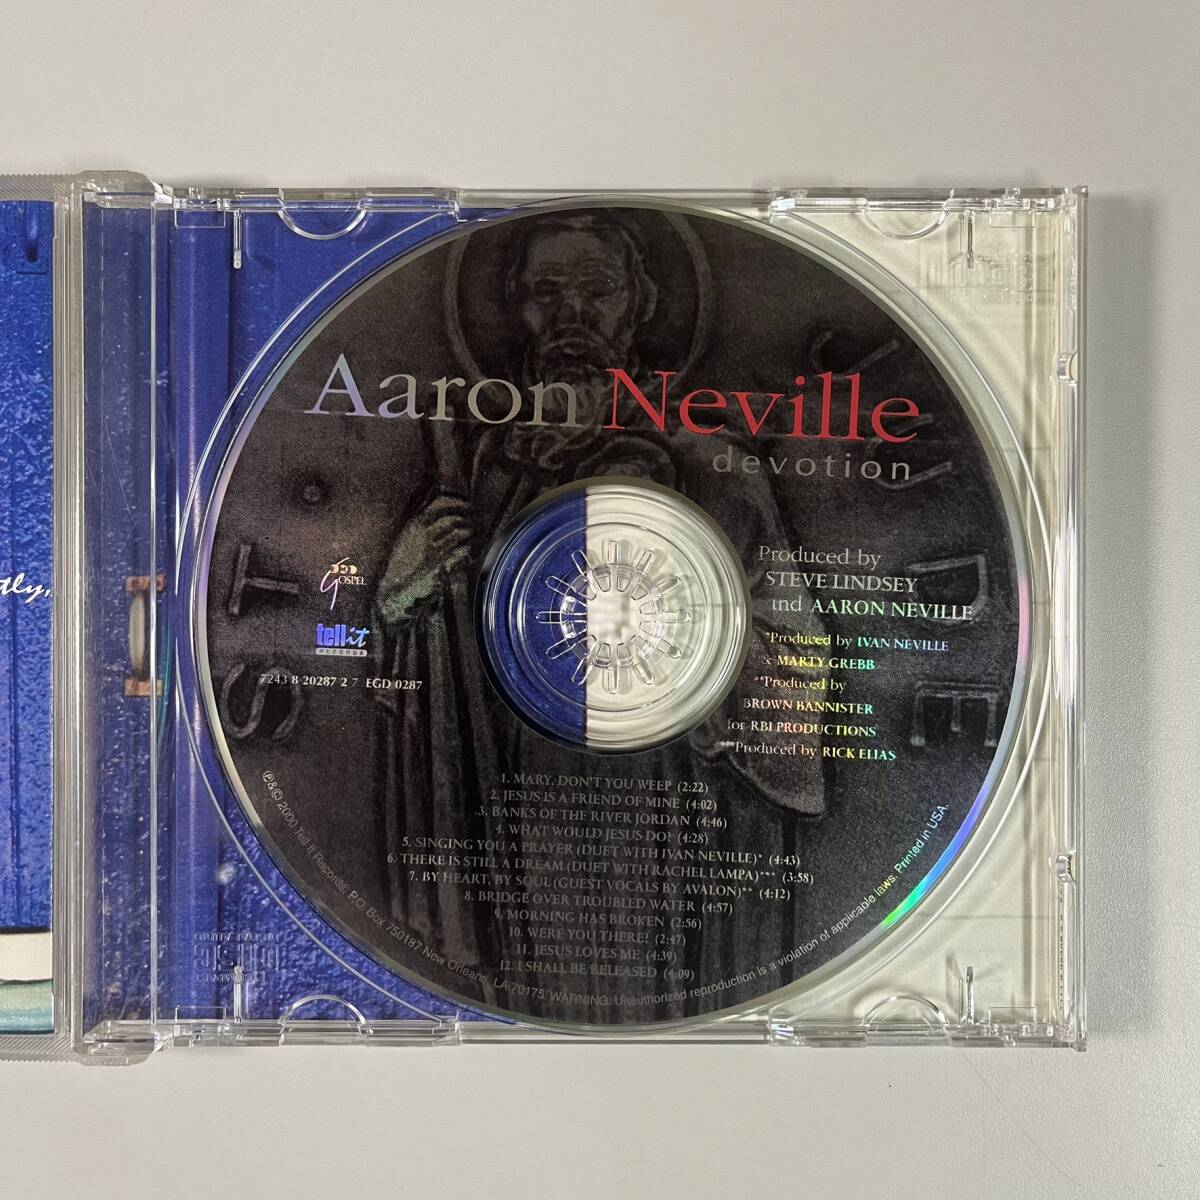 tly,
Aaron Neville
devotion
ST JUDE
Produced by
STEVE LINDSEY
and AARON NEVILLE
*Produced by IVAN NEVILLE
& MARTY GREBB
**Produced by
BROWN BANNISTER
for RBI PRODUCTIONS
***Produced by RICK ELIAS
EMD
GOSPEL
tell it
RECORDS
7243 8 20287 2 7 EGD 0287
1. MARY, DON'T YOU WEEP (2:22)
2. JESUS IS A FRIEND OF MINE (4:02)
3. BANKS OF THE RIVER JORDAN (4:46)
4. WHAT WOULD JESUS DO? (4:28)
5. SINGING YOU A PRAYER (DUET WITH IVAN NEVILLE)* (4:43)
6. THERE IS STILL A DREAM (DUET WITH RACHEL LAMPA)*** (3:58)
7. BY HEART, BY SOUL (GUEST VOCALS BY AVALON)** (4:12)
8. BRIDGE OVER TROUBLED WATER (4:57)
9. MORNING HAS BROKEN (2:56)
10. WERE YOU THERE? (2:47)
11. JESUS LOVES ME (4:39)
12. I SHALL BE RELEASED (4:09)
℗&© 2000 Tell It Records, P.O. Box 750187 New Orleans, LA 70175 WARNING: Unauthorized reproduction is a violation of applicable laws. Printed in USA.